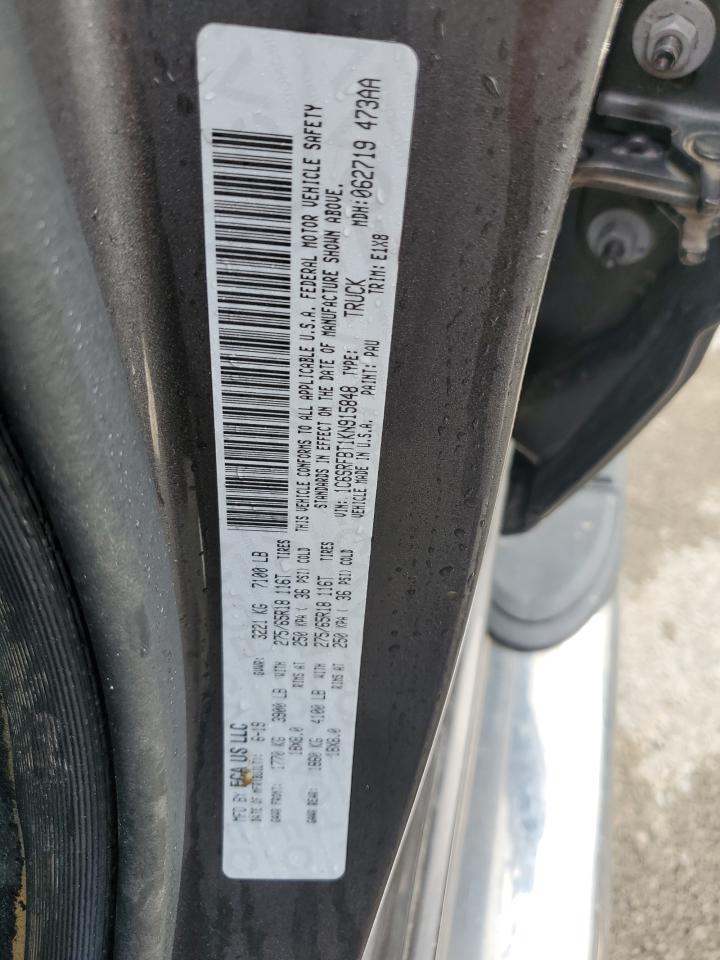 MFD BY FCA US LLC
DATE OF MFR(BUILT): 6-19 GVWR: 3221 KG 7100 LB
GAWR FRONT: 1770 KG 3900 LB WITH 275/65R18 116T TIRES
18X8.0 RIMS AT 250 KPA ( 36 PSI) COLD
GAWR REAR: 1860 KG 4100 LB WITH 275/65R18 116T TIRES
18X8.0 RIMS AT 250 KPA ( 36 PSI) COLD
THIS VEHICLE CONFORMS TO ALL APPLICABLE U.S.A. FEDERAL MOTOR VEHICLE SAFETY
STANDARDS IN EFFECT ON THE DATE OF MANUFACTURE SHOWN ABOVE.
VIN: 1C6SRFBT1KN915848 TYPE: TRUCK MDH:062719 473AA
VEHICLE MADE IN U.S.A. PAINT: PAU TRIM: E1X8